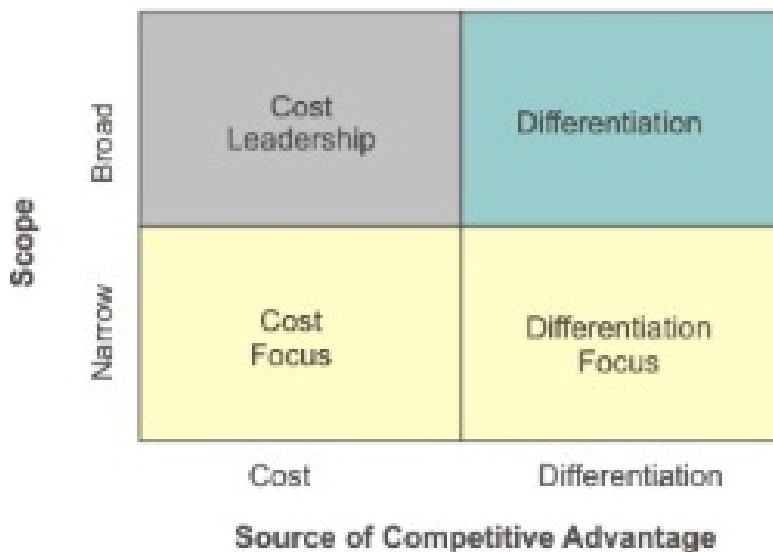 Scope
Broad
Cost
Leadership
Differentiation
Narrow
Cost
Focus
Differentiation
Focus
Cost
Differentiation
Source of Competitive Advantage